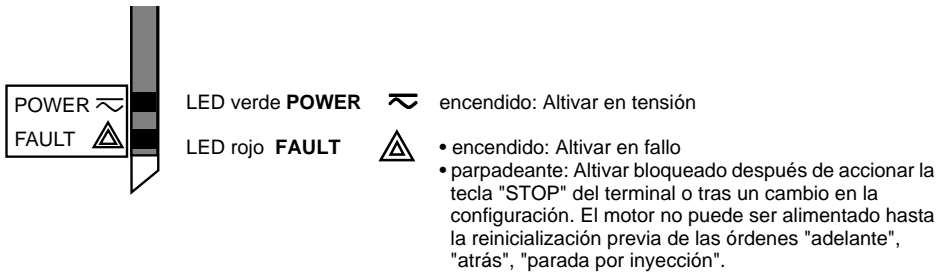 POWER
FAULT
LED verde POWER encendido: Altivar en tensión
LED rojo FAULT • encendido: Altivar en fallo
• parpadeante: Altivar bloqueado después de accionar la
tecla "STOP" del terminal o tras un cambio en la
configuración. El motor no puede ser alimentado hasta
la reinicialización previa de las órdenes "adelante",
"atrás", "parada por inyección".